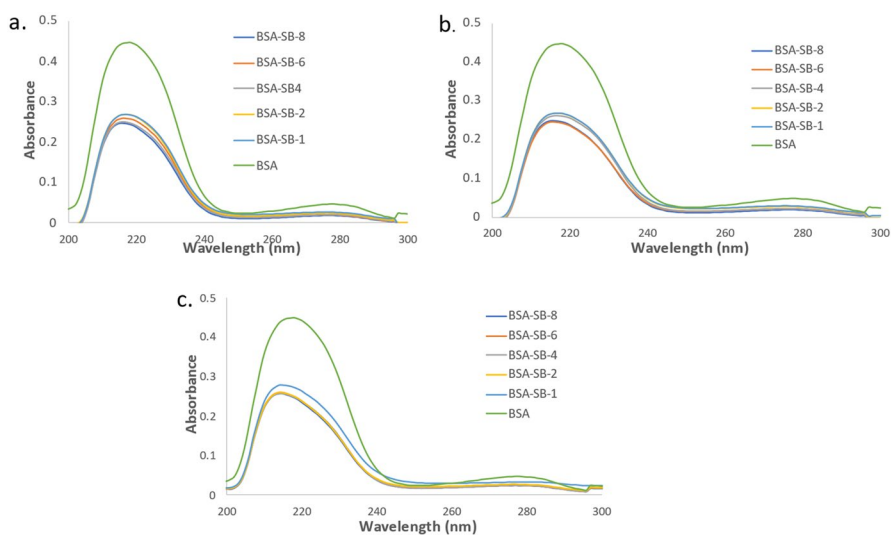 a.
0.5
0.4
0.3
0.2
0.1
0
Absorbance
200
220
240
260
280
300
Wavelength (nm)
BSA-SB-8
BSA-SB-6
BSA-SB4
BSA-SB-2
BSA-SB-1
BSA
b.
0.5
0.4
0.3
0.2
0.1
0
Absorbance
200
220
240
260
280
300
Wavelength (nm)
BSA-SB-8
BSA-SB-6
BSA-SB-4
BSA-SB-2
BSA-SB-1
BSA
c.
0.5
0.4
0.3
0.2
0.1
0
Absorbance
200
220
240
260
280
300
Wavelength (nm)
BSA-SB-8
BSA-SB-6
BSA-SB-4
BSA-SB-2
BSA-SB-1
BSA